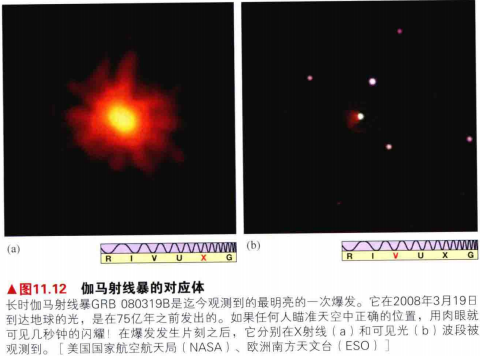 (a)
R I V U X G
(b)
R I V U X G
▲图11.12 伽马射线暴的对应体
长时伽马射线暴GRB 080319B是迄今观测到的最明亮的一次爆发。它在2008年3月19日
到达地球的光，是在75亿年之前发出的。如果任何人瞄准天空中正确的位置，用肉眼就
可见几秒钟的闪耀！在爆发发生片刻之后，它分别在X射线（a）和可见光（b）波段被
观测到。［美国国家航空航天局（NASA）、欧洲南方天文台（ESO）］